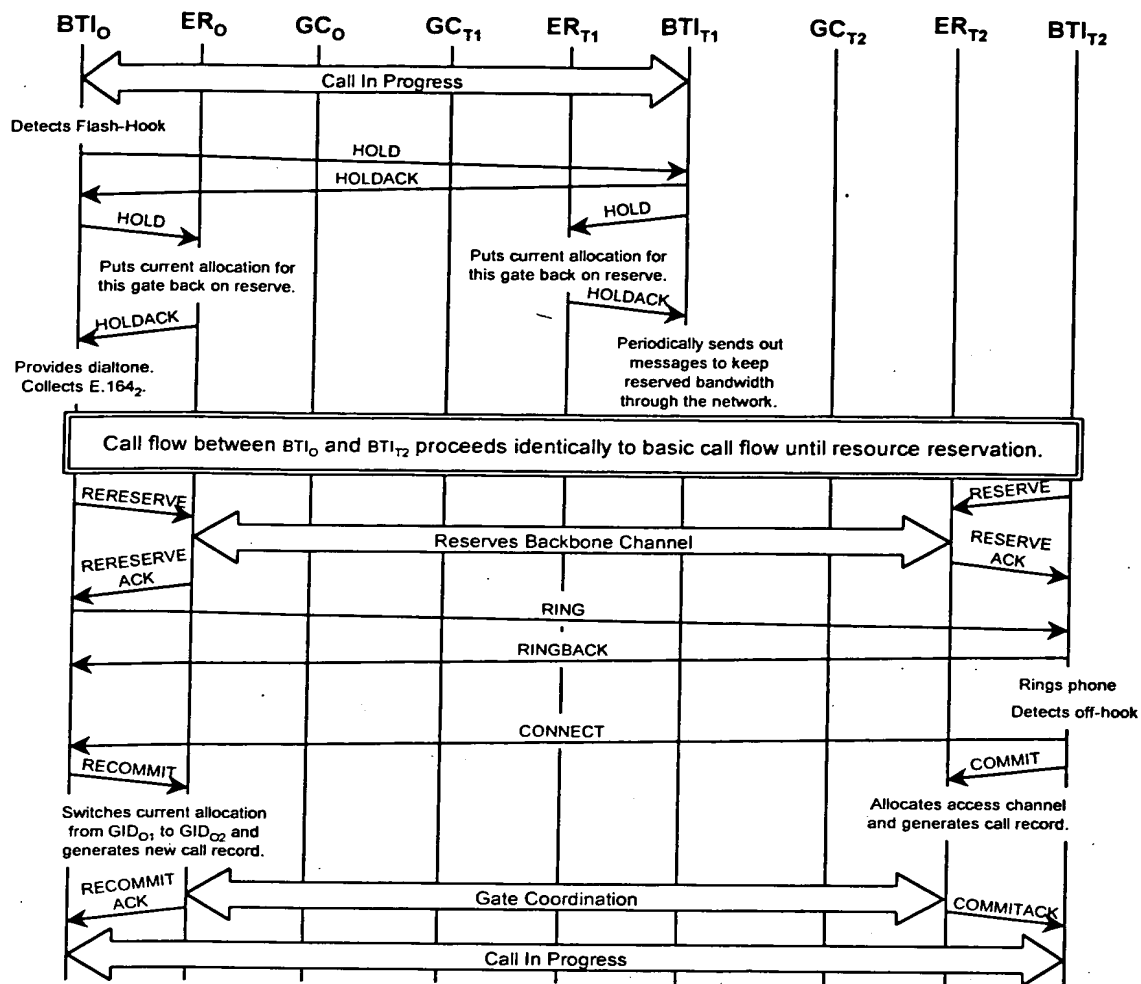 BTI_O ER_O GC_O GC_T1 ER_T1 BTI_T1 GC_T2 ER_T2 BTI_T2
Call In Progress
Detects Flash-Hook
HOLD
HOLDACK
HOLD
HOLD
Puts current allocation for
this gate back on reserve.
Puts current allocation for
this gate back on reserve.
HOLDACK
HOLDACK
Periodically sends out
messages to keep
reserved bandwidth
through the network.
Provides dialtone.
Collects E.164_2.
Call flow between BTI_O and BTI_T2 proceeds identically to basic call flow until resource reservation.
RERESERVE
RESERVE
Reserves Backbone Channel
RESERVE
ACK
RERESERVE
ACK
RING
RINGBACK
Rings phone
Detects off-hook
CONNECT
RECOMMIT
COMMIT
Switches current allocation
from GID_O1 to GID_O2 and
generates new call record.
Allocates access channel
and generates call record.
RECOMMIT
ACK
Gate Coordination
COMMITACK
Call In Progress